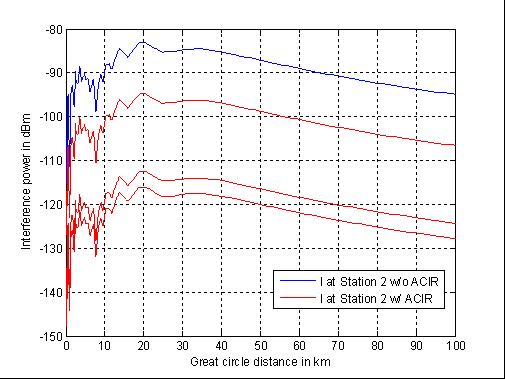 -80
-90
-100
-110
-120
-130
-140
-150
Interference power in dBm
I at Station 2 w/o ACIR
I at Station 2 w/ ACIR
0 10 20 30 40 50 60 70 80 90 100
Great circle distance in km